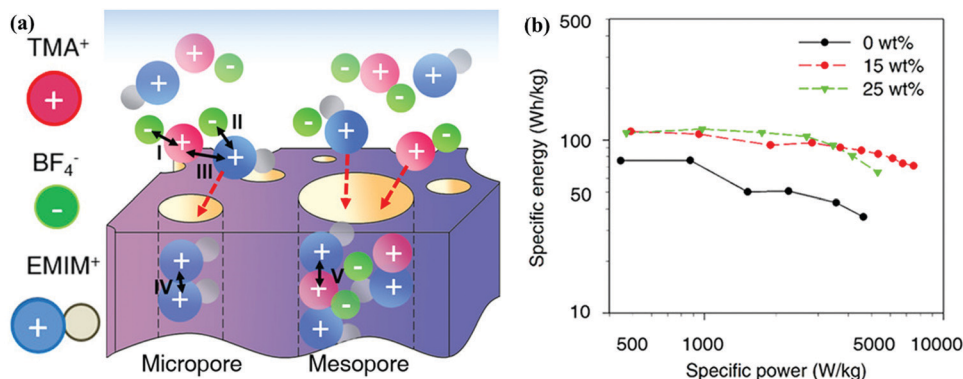 (a)
TMA+
+
BF4-
-
EMIM+
+
+
-
+
-
+
-
+
-
-
-
II
+
I
+
III
+
+
+
+
IV
+
+
-
+
V
+
-
+
Micropore
Mesopore
(b)
500
0 wt%
15 wt%
25 wt%
Specific energy (Wh/kg)
100
50
10
500
1000
5000
10000
Specific power (W/kg)